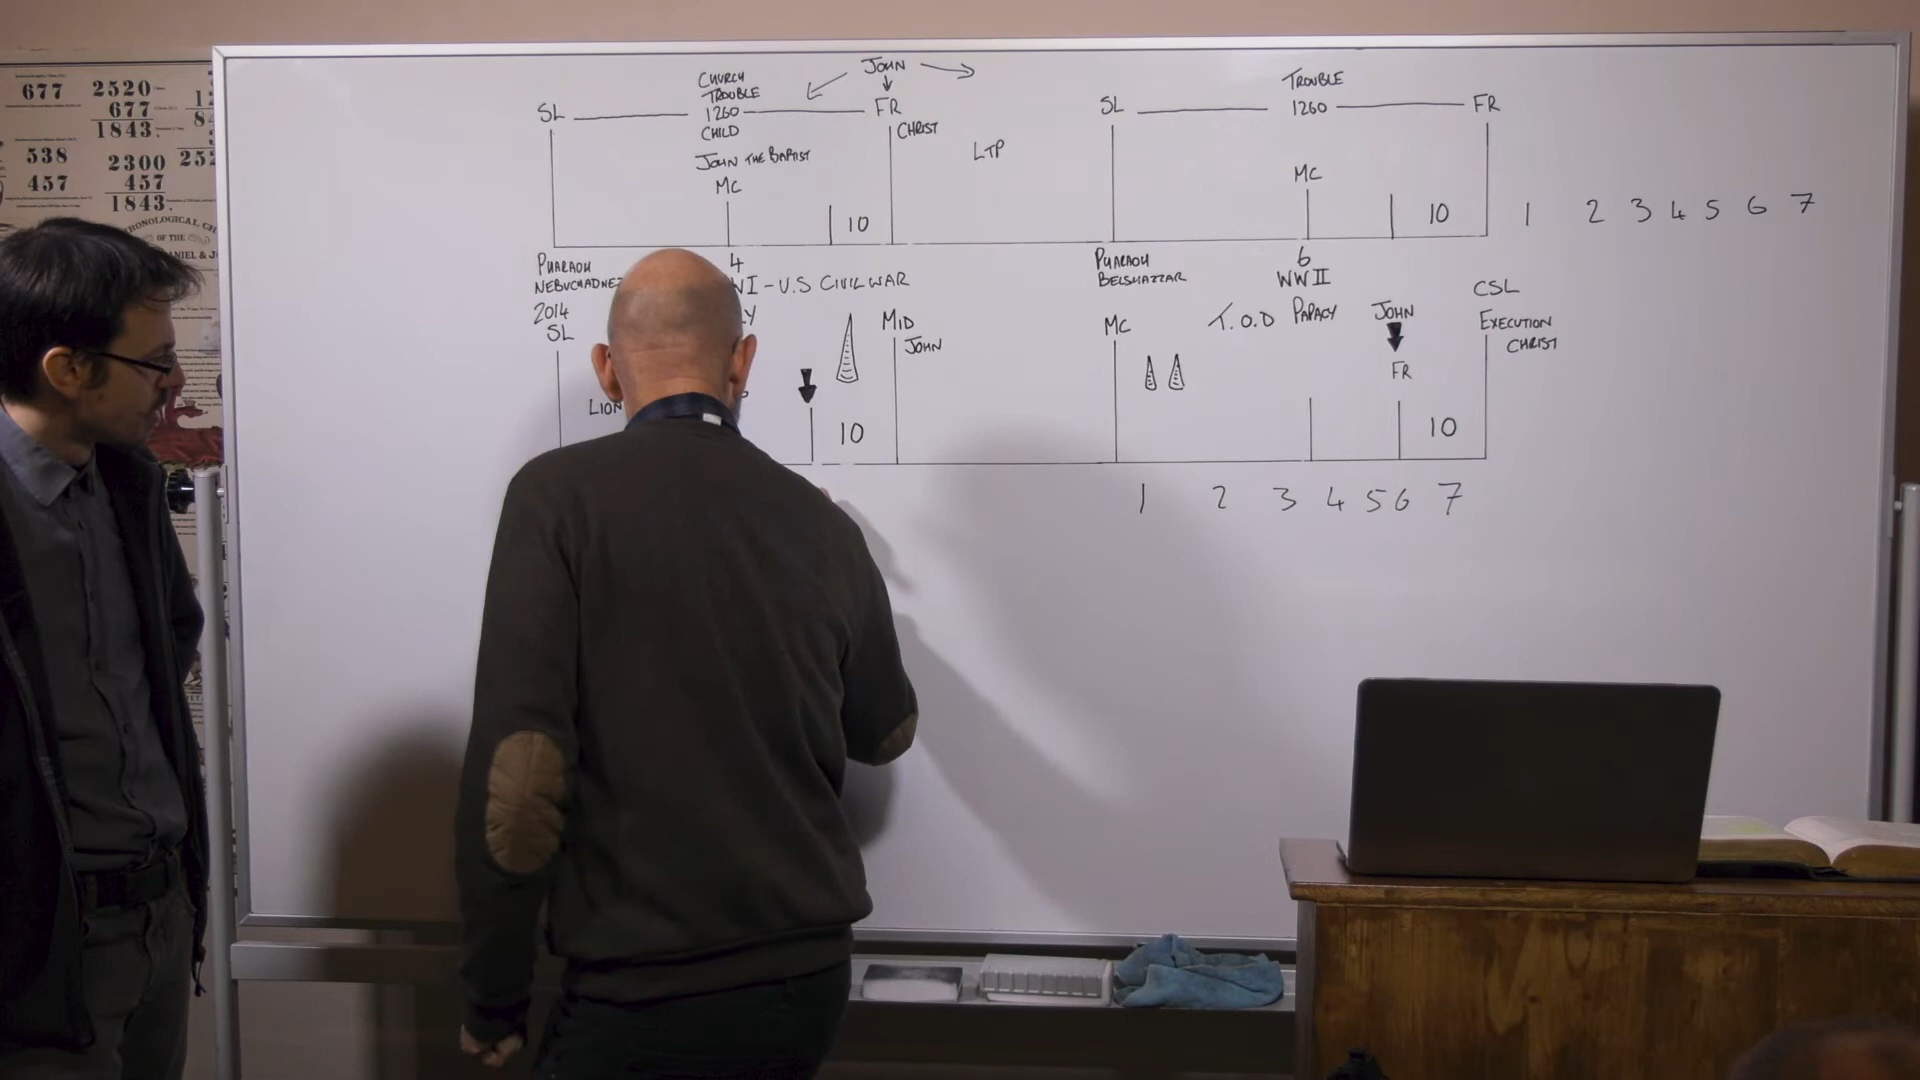 677
2520
677
1843.
538
457
2300
457
1843.
OF THE
JOHN
CHURCH
TROUBLE
SL
1260
FR
CHILD
CHRIST
JOHN THE BAPTIST
MC
LTP
10
TROUBLE
SL
1260
FR
MC
10
1 2 3 4 5 6 7
PHARAOH
4
I - U.S CIVIL WAR
2014
SL
MID
JOHN
LION
10
PHARAOH
BELSHAZZAR
6
WWII
PAPACY
T.O.D
MC
JOHN
FR
CSL
EXECUTION
CHRIST
10
1 2 3 4 5 6 7